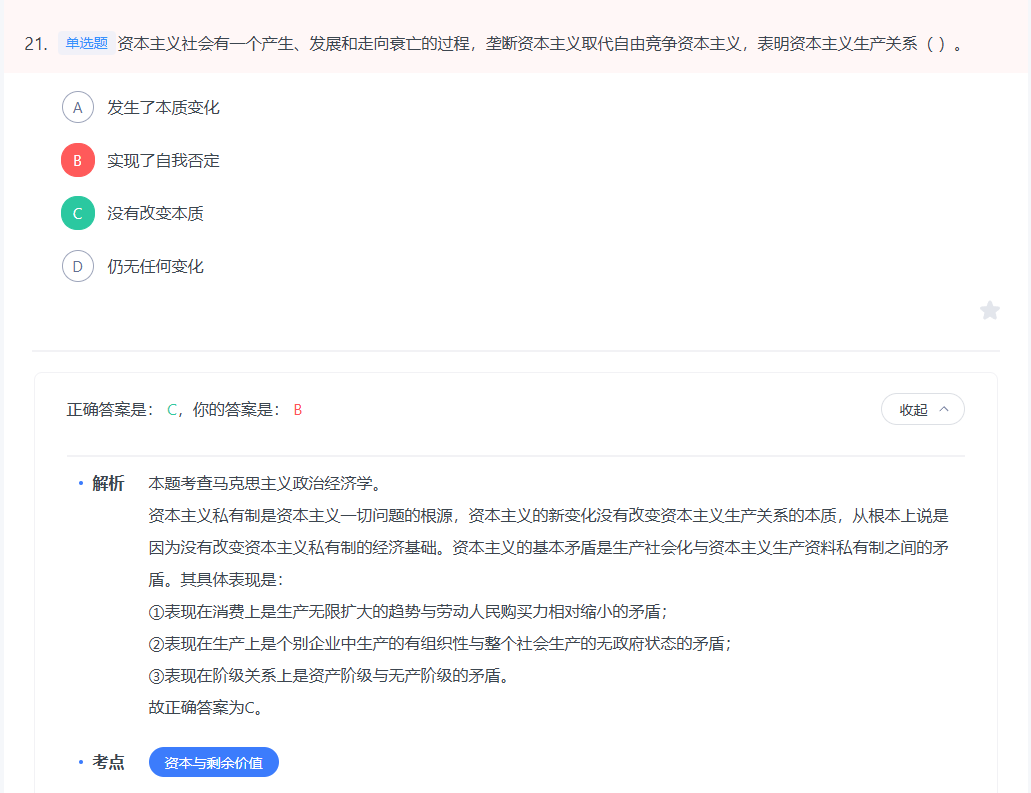 21. 单选题 资本主义社会有一个产生、发展和走向衰亡的过程，垄断资本主义取代自由竞争资本主义，表明资本主义生产关系（ ）。
A 发生了本质变化
B 实现了自我否定
C 没有改变本质
D 仍无任何变化
正确答案是： C，你的答案是： B 收起
• 解析 本题考查马克思主义政治经济学。
资本主义私有制是资本主义一切问题的根源，资本主义的新变化没有改变资本主义生产关系的本质，从根本上说是
因为没有改变资本主义私有制的经济基础。资本主义的基本矛盾是生产社会化与资本主义生产资料私有制之间的矛
盾。其具体表现是：
①表现在消费上是生产无限扩大的趋势与劳动人民购买力相对缩小的矛盾；
②表现在生产上是个别企业中生产的有组织性与整个社会生产的无政府状态的矛盾；
③表现在阶级关系上是资产阶级与无产阶级的矛盾。
故正确答案为C。
• 考点 资本与剩余价值